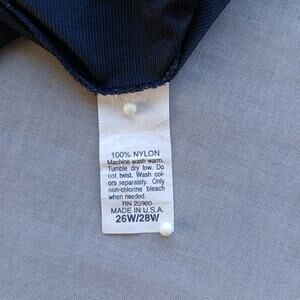 100% NYLON
Machine wash warm.
Tumble dry low. Do
not twist. Wash col-
ors separately. Only
non-chlorine bleach
when needed.
RN 20960
MADE IN U.S.A.
26W/28W